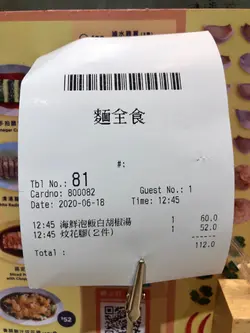 麵全食
#:
Tbl No.: 81
Cardno: 800082 Guest No.: 1
Date: 2020-06-18 Time: 12:45
12:45 海鮮泡飯白胡椒湯 1 60.0
12:45 炆花膠(2件) 1 52.0
Total : 112.0
$52